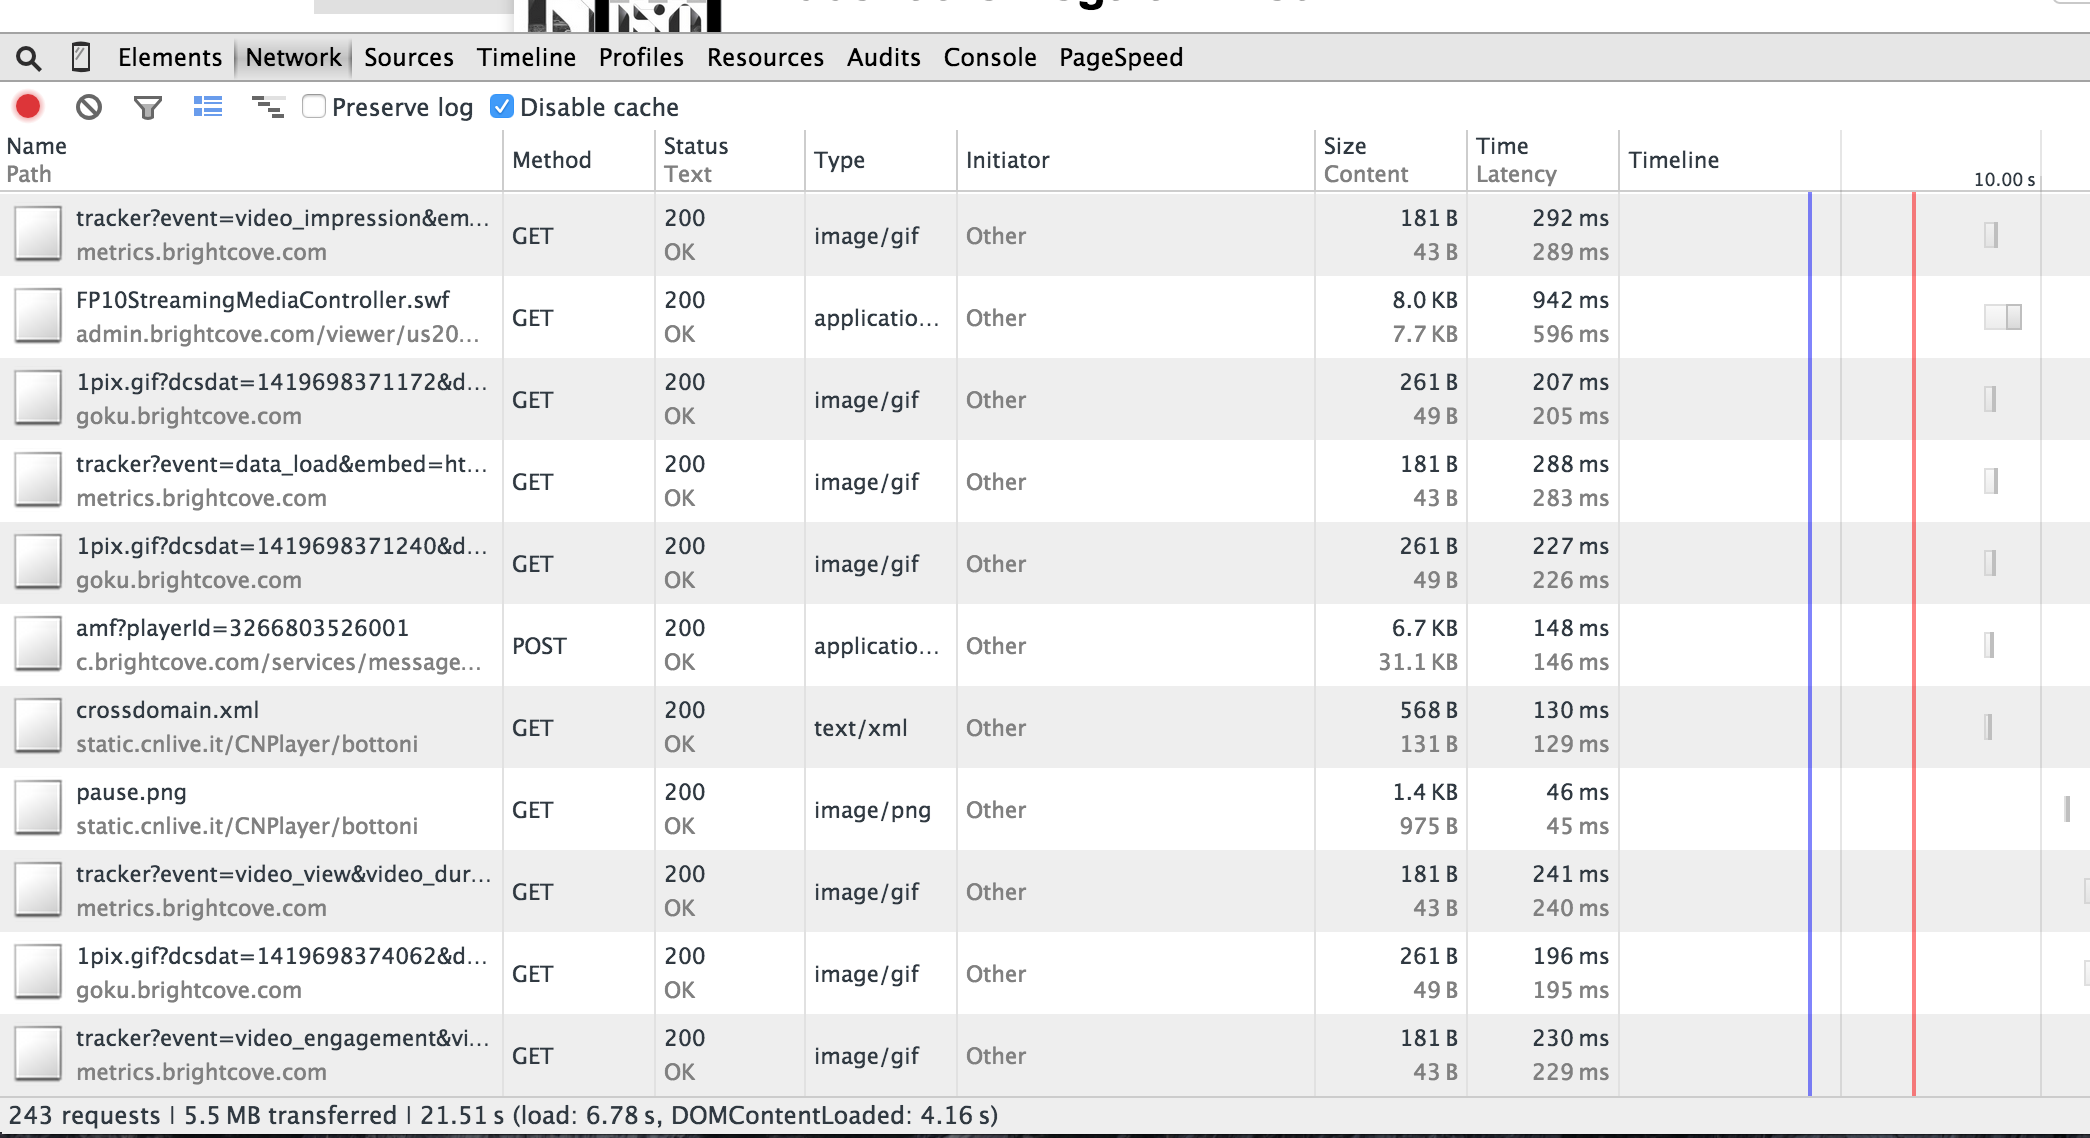 Elements Network Sources Timeline Profiles Resources Audits Console PageSpeed
Preserve log Disable cache
Name Path Method Status Text Type Initiator Size Content Time Latency Timeline 10.00 s
tracker?event=video_impression&em... GET 200 image/gif Other 181 B 292 ms
metrics.brightcove.com OK 43 B 289 ms
FP10StreamingMediaController.swf GET 200 applicatio... Other 8.0 KB 942 ms
admin.brightcove.com/viewer/us20... OK 7.7 KB 596 ms
1pix.gif?dcsdat=1419698371172&d... GET 200 image/gif Other 261 B 207 ms
goku.brightcove.com OK 49 B 205 ms
tracker?event=data_load&embed=ht... GET 200 image/gif Other 181 B 288 ms
metrics.brightcove.com OK 43 B 283 ms
1pix.gif?dcsdat=1419698371240&d... GET 200 image/gif Other 261 B 227 ms
goku.brightcove.com OK 49 B 226 ms
amf?playerId=3266803526001 POST 200 applicatio... Other 6.7 KB 148 ms
c.brightcove.com/services/message... OK 31.1 KB 146 ms
crossdomain.xml GET 200 text/xml Other 568 B 130 ms
static.cnlive.it/CNPlayer/bottoni OK 131 B 129 ms
pause.png GET 200 image/png Other 1.4 KB 46 ms
static.cnlive.it/CNPlayer/bottoni OK 975 B 45 ms
tracker?event=video_view&video_dur... GET 200 image/gif Other 181 B 241 ms
metrics.brightcove.com OK 43 B 240 ms
1pix.gif?dcsdat=1419698374062&d... GET 200 image/gif Other 261 B 196 ms
goku.brightcove.com OK 49 B 195 ms
tracker?event=video_engagement&vi... GET 200 image/gif Other 181 B 230 ms
metrics.brightcove.com OK 43 B 229 ms
243 requests | 5.5 MB transferred | 21.51 s (load: 6.78 s, DOMContentLoaded: 4.16 s)